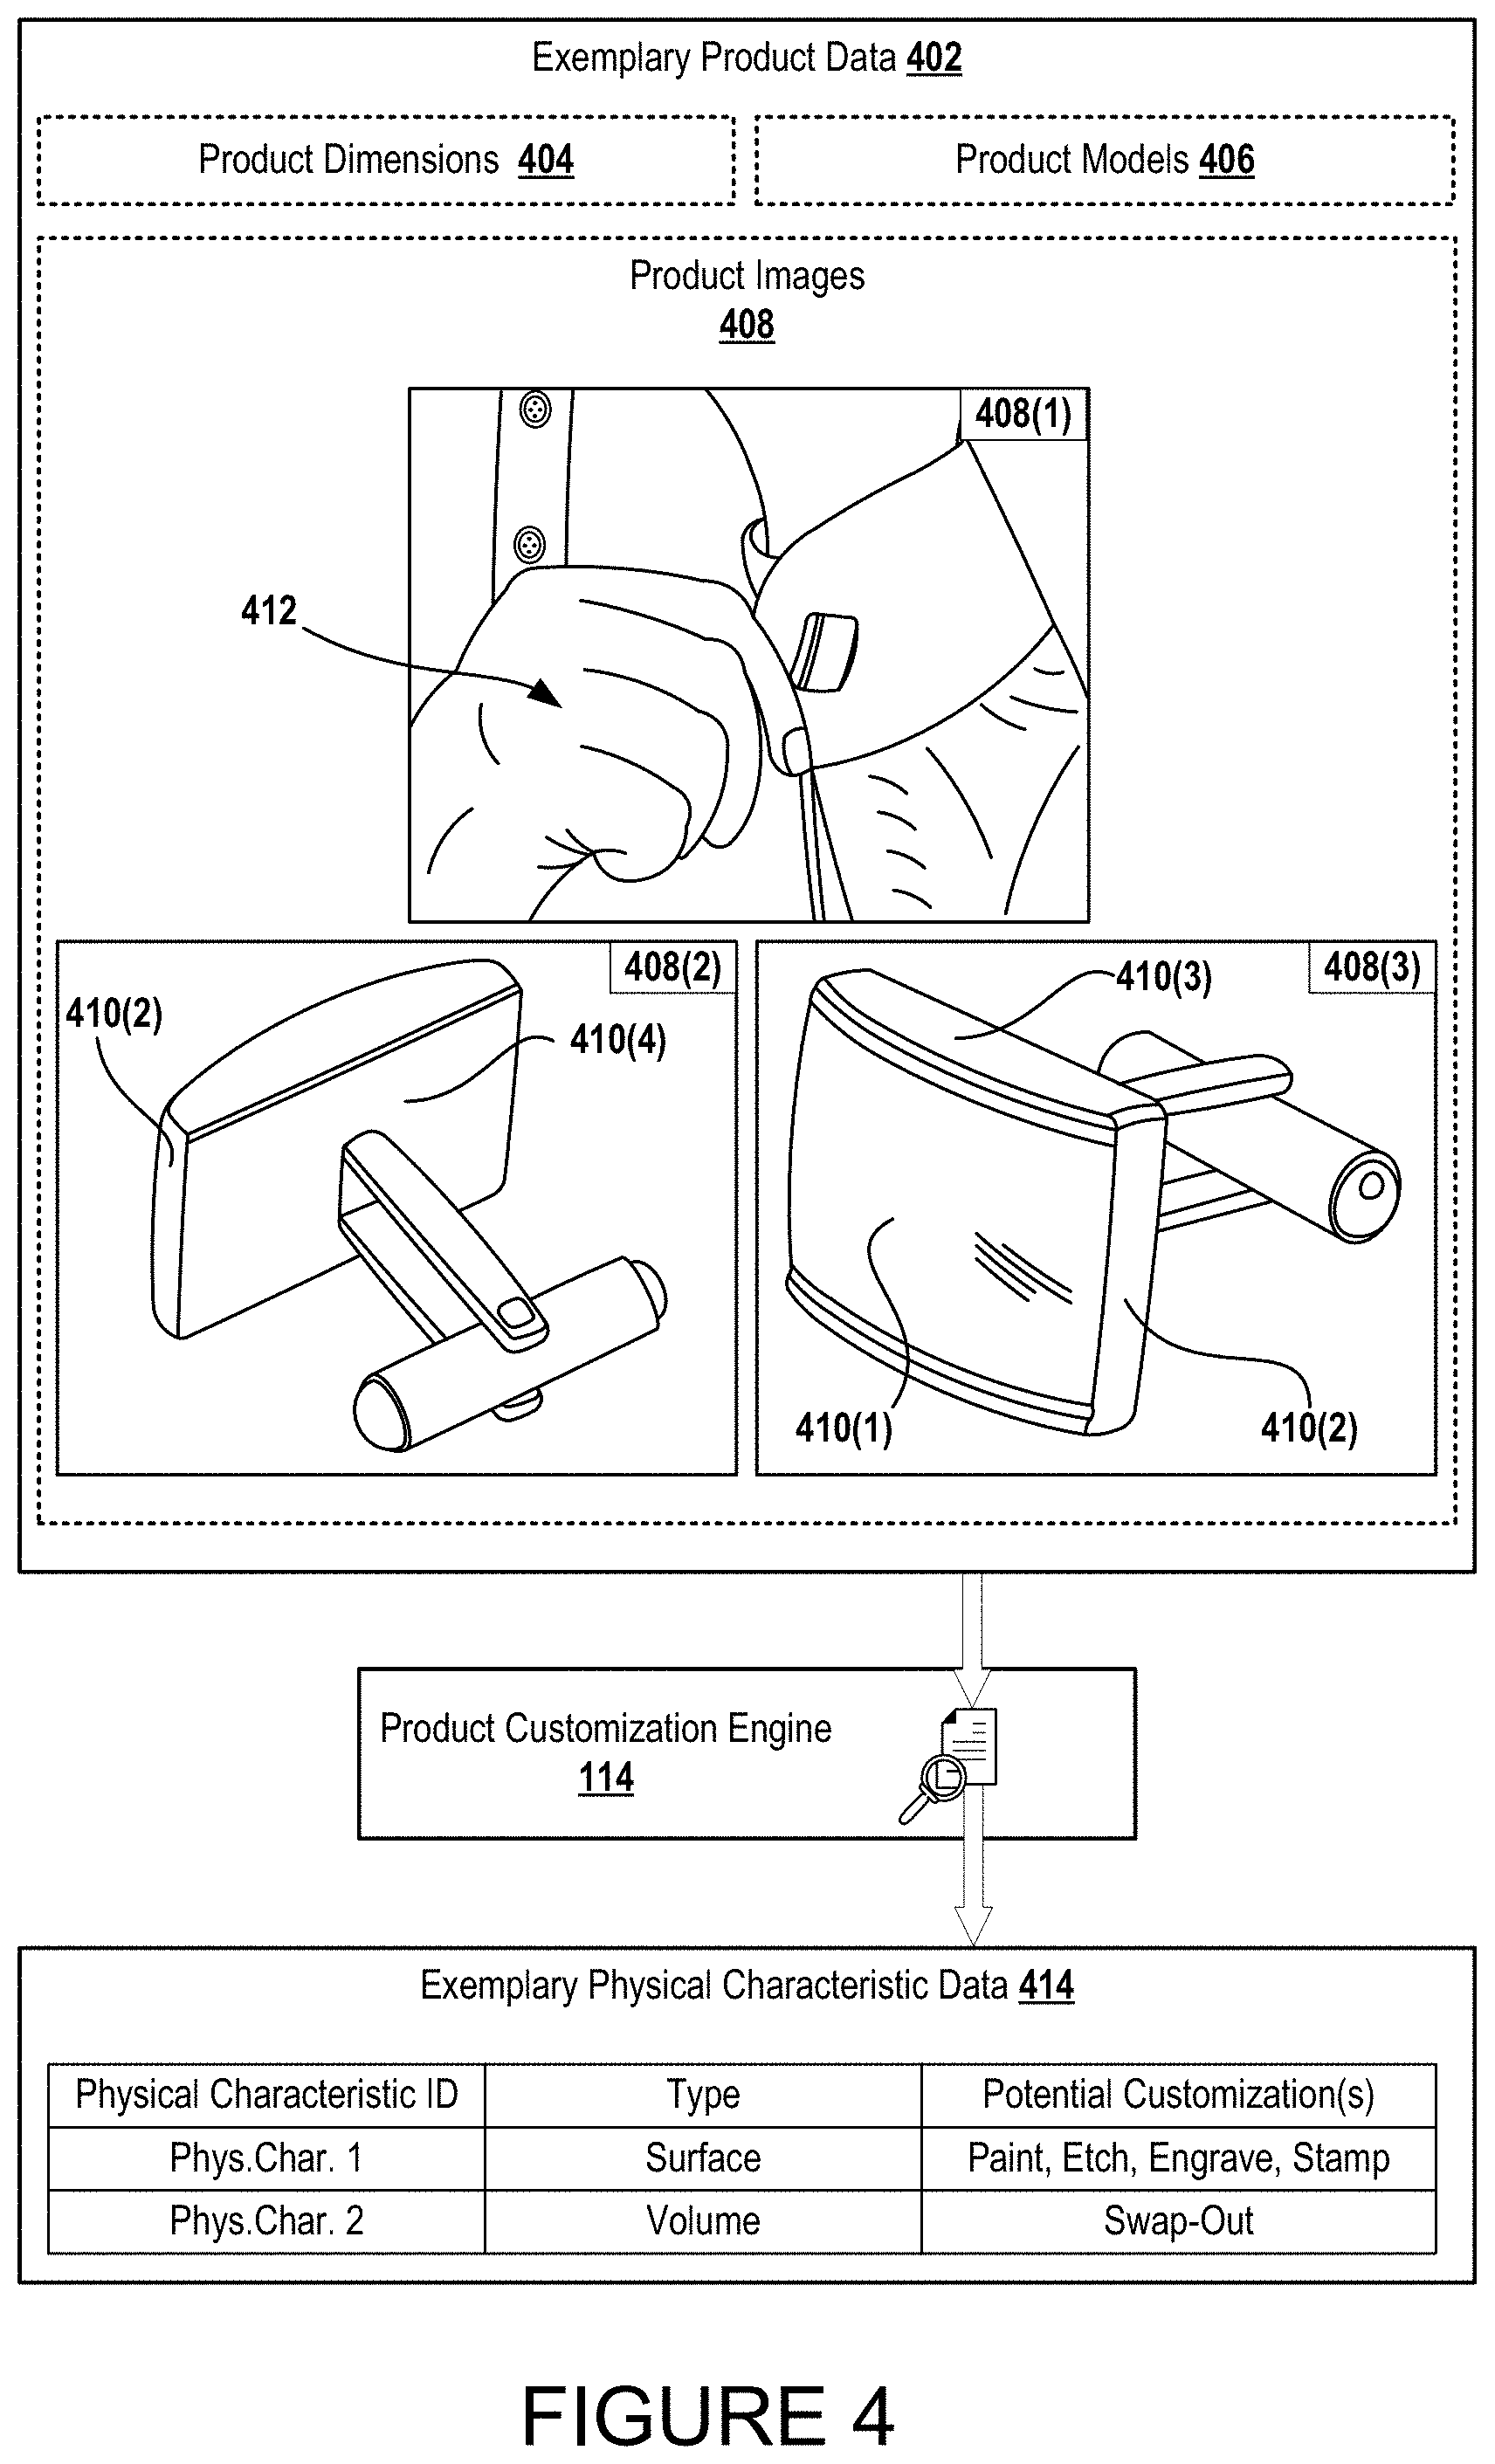 Exemplary Product Data 402
Product Dimensions 404
Product Models 406
Product Images
408
408(1)
412
408(2)
410(2)
410(4)
408(3)
410(3)
410(1)
410(2)
Product Customization Engine
114
Exemplary Physical Characteristic Data 414
Physical Characteristic ID Type Potential Customization(s)
Phys.Char. 1 Surface Paint, Etch, Engrave, Stamp
Phys.Char. 2 Volume Swap-Out
FIGURE 4